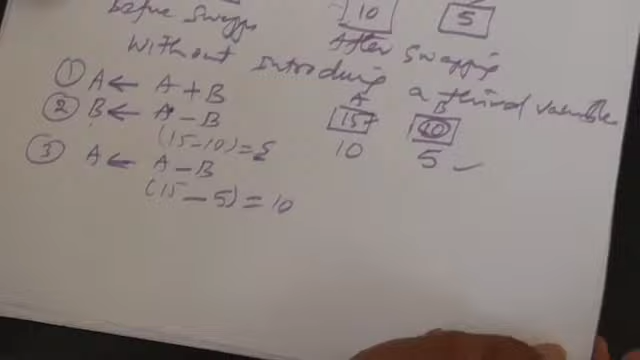 Before Swapp 10 5
After Swapping
Without Introducing a third variable
① A ← A + B A B
② B ← A - B 15 10
(15-10) = 5 10 5 ✓
③ A ← A - B
(15 - 5) = 10